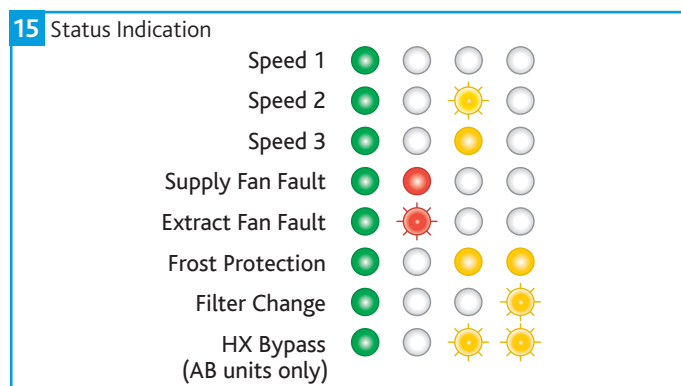 15 Status Indication
Speed 1
Speed 2
Speed 3
Supply Fan Fault
Extract Fan Fault
Frost Protection
Filter Change
HX Bypass
(AB units only)